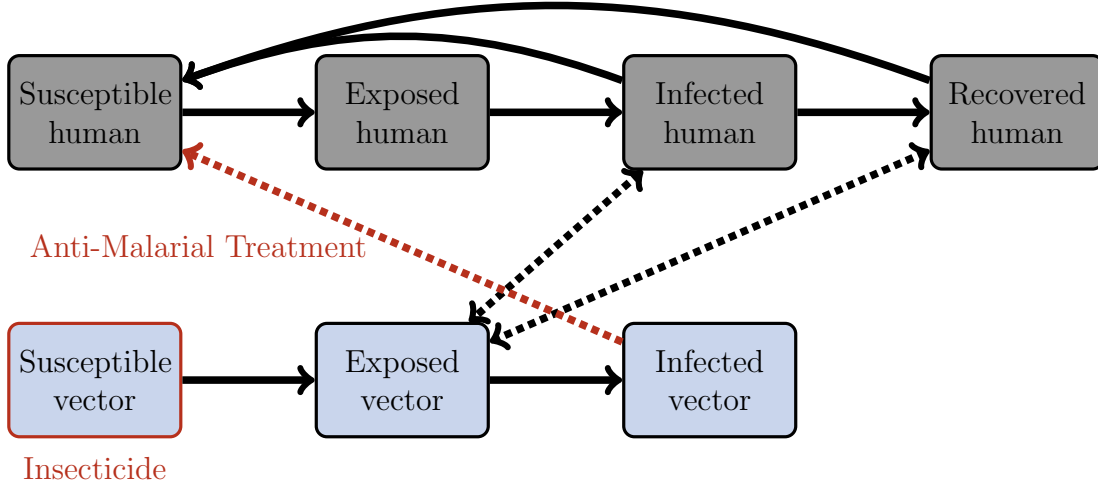 Susceptible
human
Exposed
human
Infected
human
Recovered
human
Anti-Malarial Treatment
Susceptible
vector
Exposed
vector
Infected
vector
Insecticide